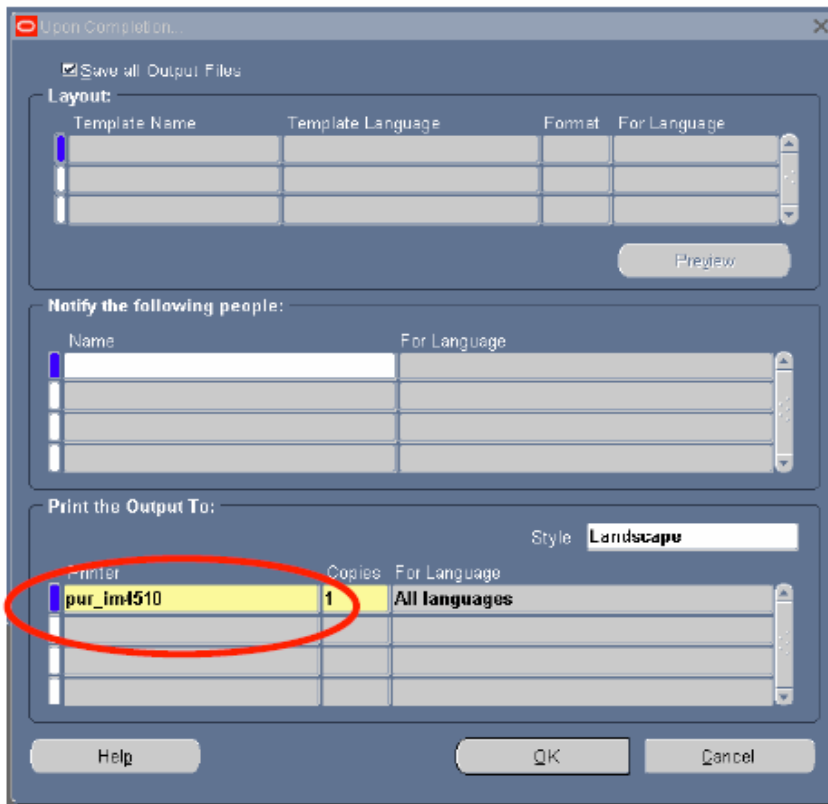 Upon Completion...
Save all Output Files
Layout:
Template Name Template Language Format For Language
Preview
Notify the following people:
Name For Language
Print the Output To:
Style Landscape
Printer Copies For Language
pur_im4510 1 All languages
Help OK Cancel